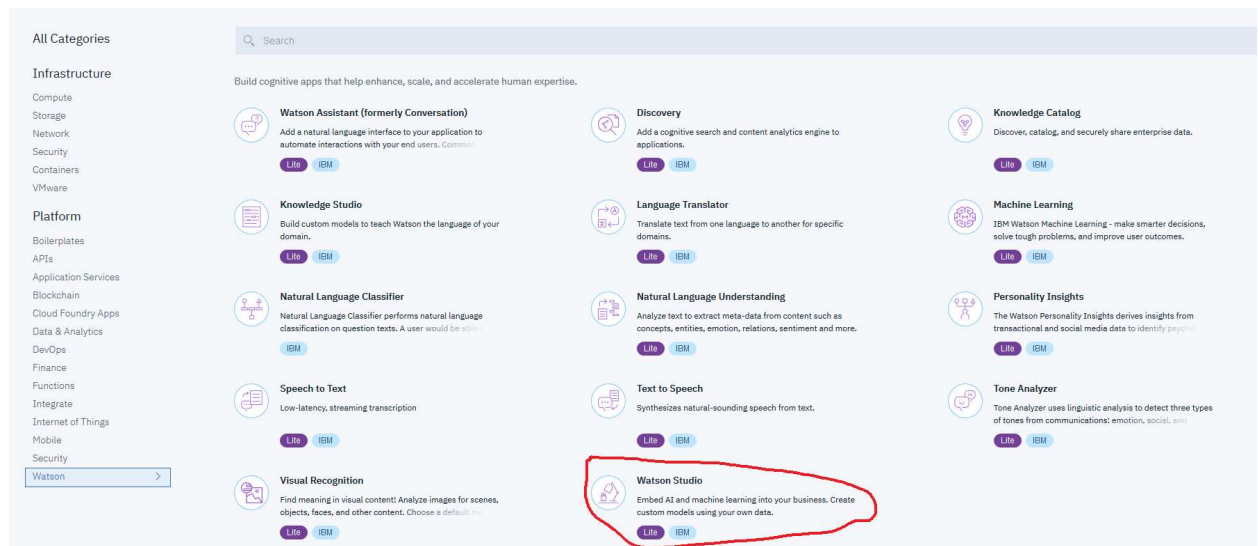 All Categories
Search
Infrastructure
Compute
Storage
Network
Security
Containers
VMware
Platform
Boilerplates
APIs
Application Services
Blockchain
Cloud Foundry Apps
Data & Analytics
DevOps
Finance
Functions
Integrate
Internet of Things
Mobile
Security
Watson
Build cognitive apps that help enhance, scale, and accelerate human expertise.
Watson Assistant (formerly Conversation)
Add a natural language interface to your application to
automate interactions with your end users. Common
Lite IBM
Discovery
Add a cognitive search and content analytics engine to
applications.
Lite IBM
Knowledge Catalog
Discover, catalog, and securely share enterprise data.
Lite IBM
Knowledge Studio
Build custom models to teach Watson the language of your
domain.
Lite IBM
Language Translator
Translate text from one language to another for specific
domains.
Lite IBM
Machine Learning
IBM Watson Machine Learning - make smarter decisions,
solve tough problems, and improve user outcomes.
Lite IBM
Natural Language Classifier
Natural Language Classifier performs natural language
classification on question texts. A user would be able
IBM
Natural Language Understanding
Analyze text to extract meta-data from content such as
concepts, entities, emotion, relations, sentiment and more.
Lite IBM
Personality Insights
The Watson Personality Insights derives insights from
transactional and social media data to identify
Lite IBM
Speech to Text
Low-latency, streaming transcription
Lite IBM
Text to Speech
Synthesizes natural-sounding speech from text.
Lite IBM
Tone Analyzer
Tone Analyzer uses linguistic analysis to detect three types
of tones from communications: emotion, social, and
Lite IBM
Visual Recognition
Find meaning in visual content! Analyze images for scenes,
objects, faces, and other content. Choose a default
Lite IBM
Watson Studio
Embed AI and machine learning into your business. Create
custom models using your own data.
Lite IBM